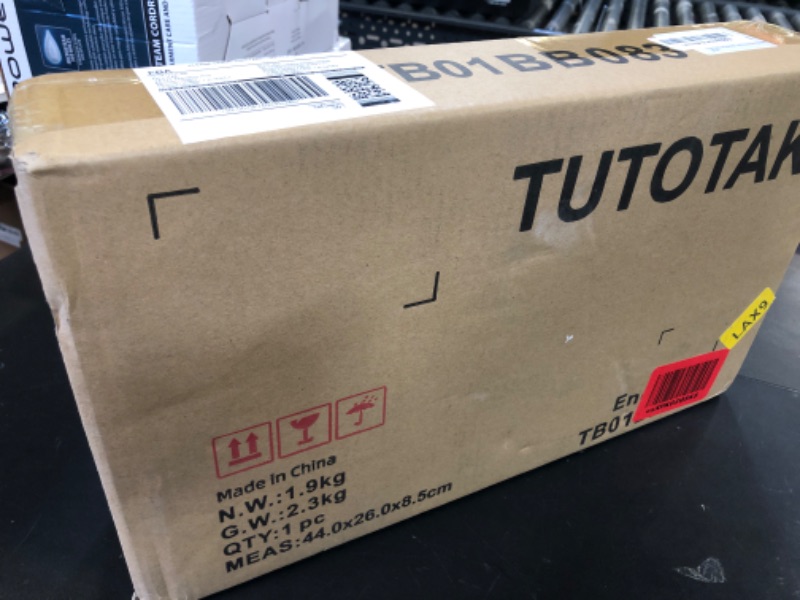 TEAM CORDR
FBA
TB01BB083
TUTOTAK
LAX9
En
TB01
Made In China
N.W.:1.9kg
G.W.:2.3kg
QTY:1 pc
MEAS:44.0x26.0x8.5cm